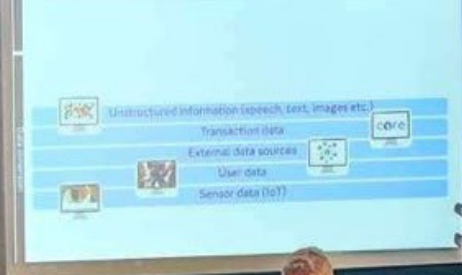 Unstructured information (speech, text, images etc.)
core
Transaction data
External data sources
User data
Sensor data (IoT)